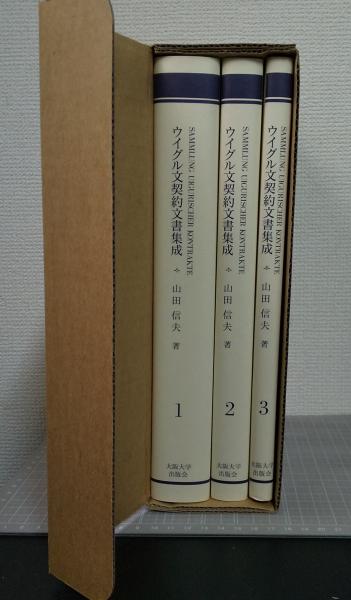 SAMMLUNG UIGURISCHER KONTRAKTE
ウイグル文契約文書集成
山田 信夫 著
1
大阪大学
出版会
SAMMLUNG UIGURISCHER KONTRAKTE
ウイグル文契約文書集成
山田 信夫 著
2
大阪大学
出版会
SAMMLUNG UIGURISCHER KONTRAKTE
ウイグル文契約文書集成
山田 信夫 著
3
大阪大学
出版会